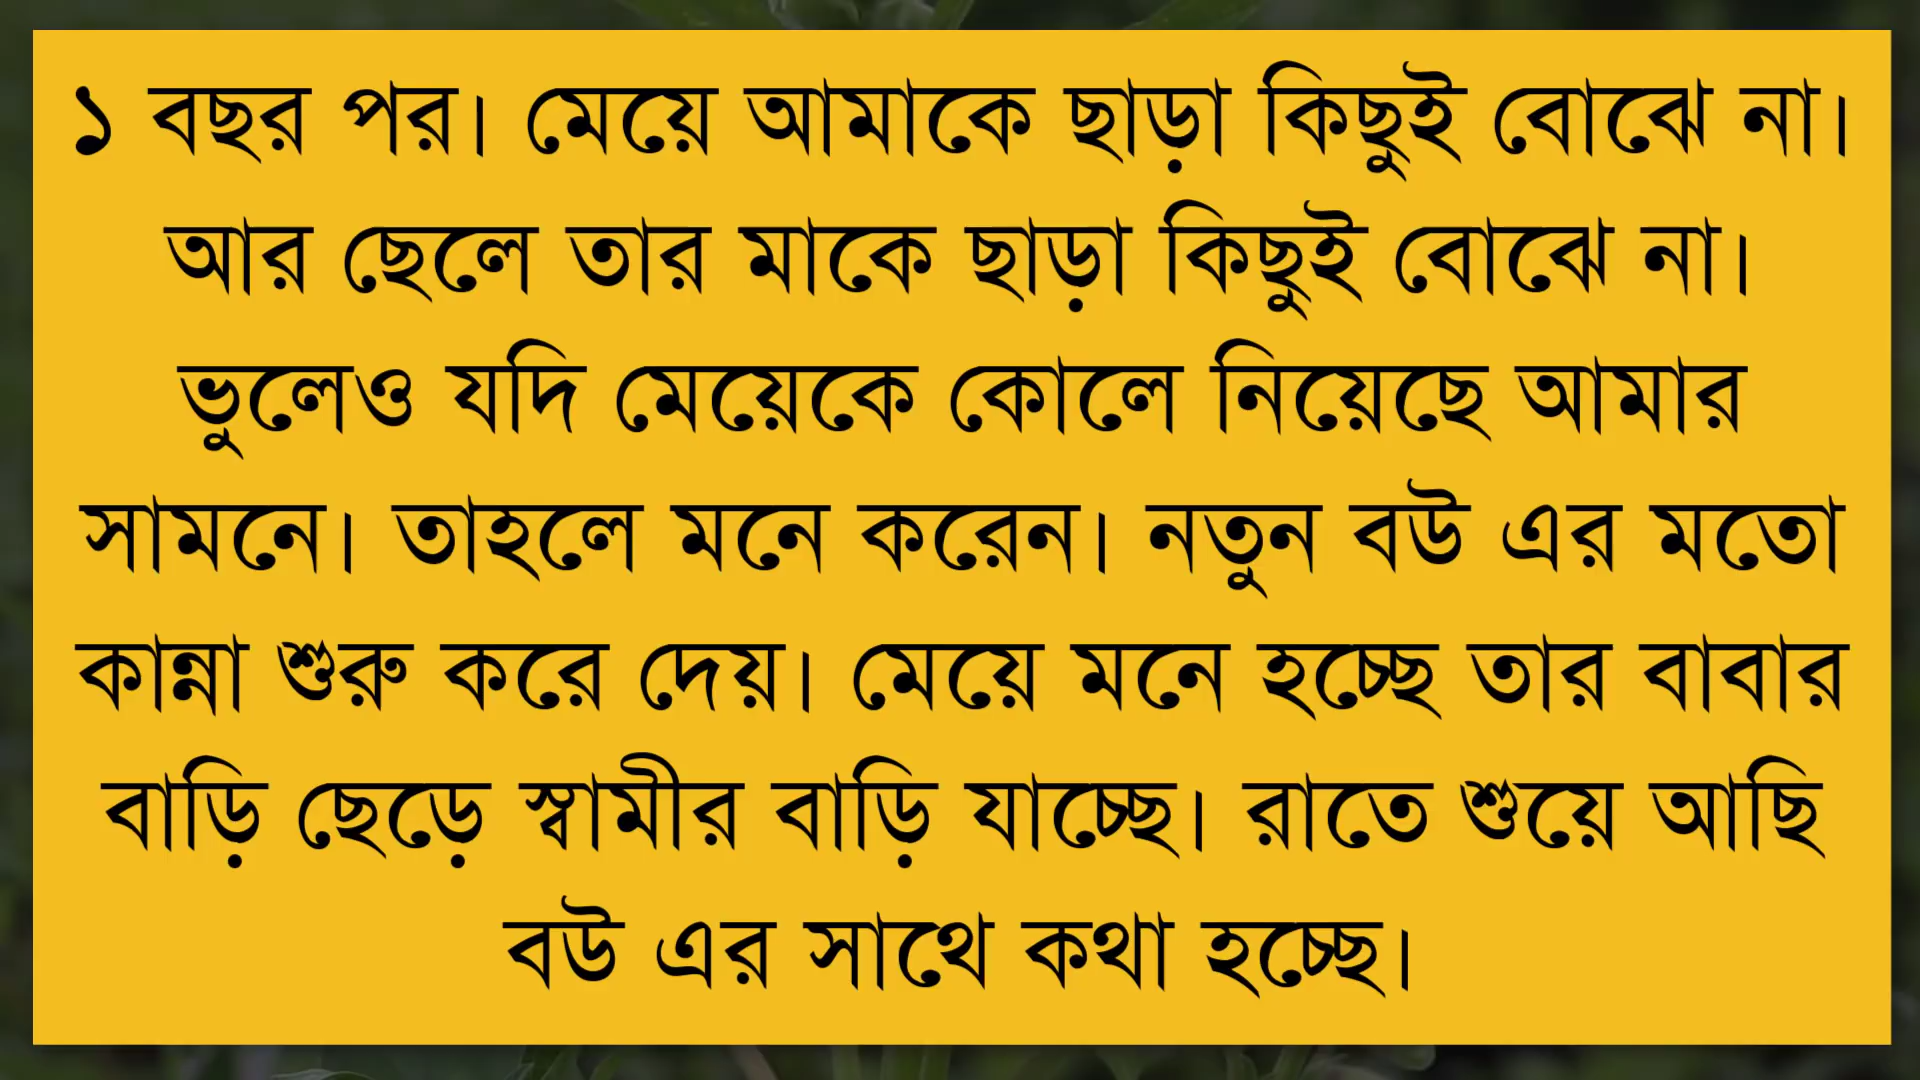 ১ বছর পর। মেয়ে আমাকে ছাড়া কিছুই বোঝে না।
আর ছেলে তার মাকে ছাড়া কিছুই বোঝে না।
ভুলেও যদি মেয়েকে কোলে নিয়েছে আমার
সামনে। তাহলে মনে করেন। নতুন বউ এর মতো
কান্না শুরু করে দেয়। মেয়ে মনে হচ্ছে তার বাবার
বাড়ি ছেড়ে স্বামীর বাড়ি যাচ্ছে। রাতে শুয়ে আছি
বউ এর সাথে কথা হচ্ছে।